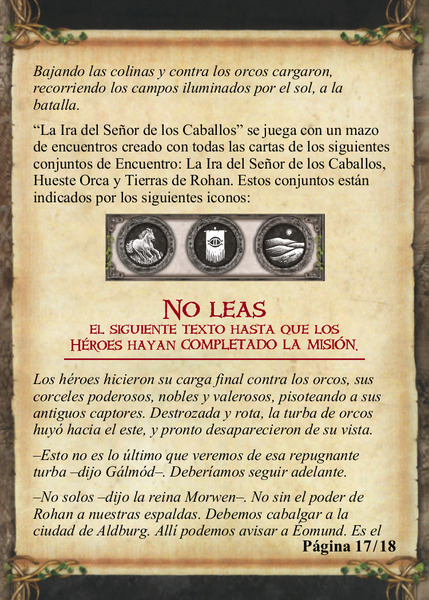 Bajando las colinas y contra los orcos cargaron,
recorriendo los campos iluminados por el sol, a la
batalla.
“La Ira del Señor de los Caballos” se juega con un mazo
de encuentros creado con todas las cartas de los siguientes
conjuntos de Encuentro: La Ira del Señor de los Caballos,
Hueste Orca y Tierras de Rohan. Estos conjuntos están
indicados por los siguientes iconos:
No leas
el siguiente texto hasta que los
Héroes hayan completado la misión.
Los héroes hicieron su carga final contra los orcos, sus
corceles poderosos, nobles y valerosos, pisoteando a sus
antiguos captores. Destrozada y rota, la turba de orcos
huyó hacia el este, y pronto desaparecieron de su vista.
–Esto no es lo último que veremos de esa repugnante
turba –dijo Gálmód–. Deberíamos seguir adelante.
–No solos –dijo la reina Morwen–. No sin el poder de
Rohan a nuestras espaldas. Debemos cabalgar a la
ciudad de Aldburg. Allí podemos avisar a Éomund. Es el
Página 17/18